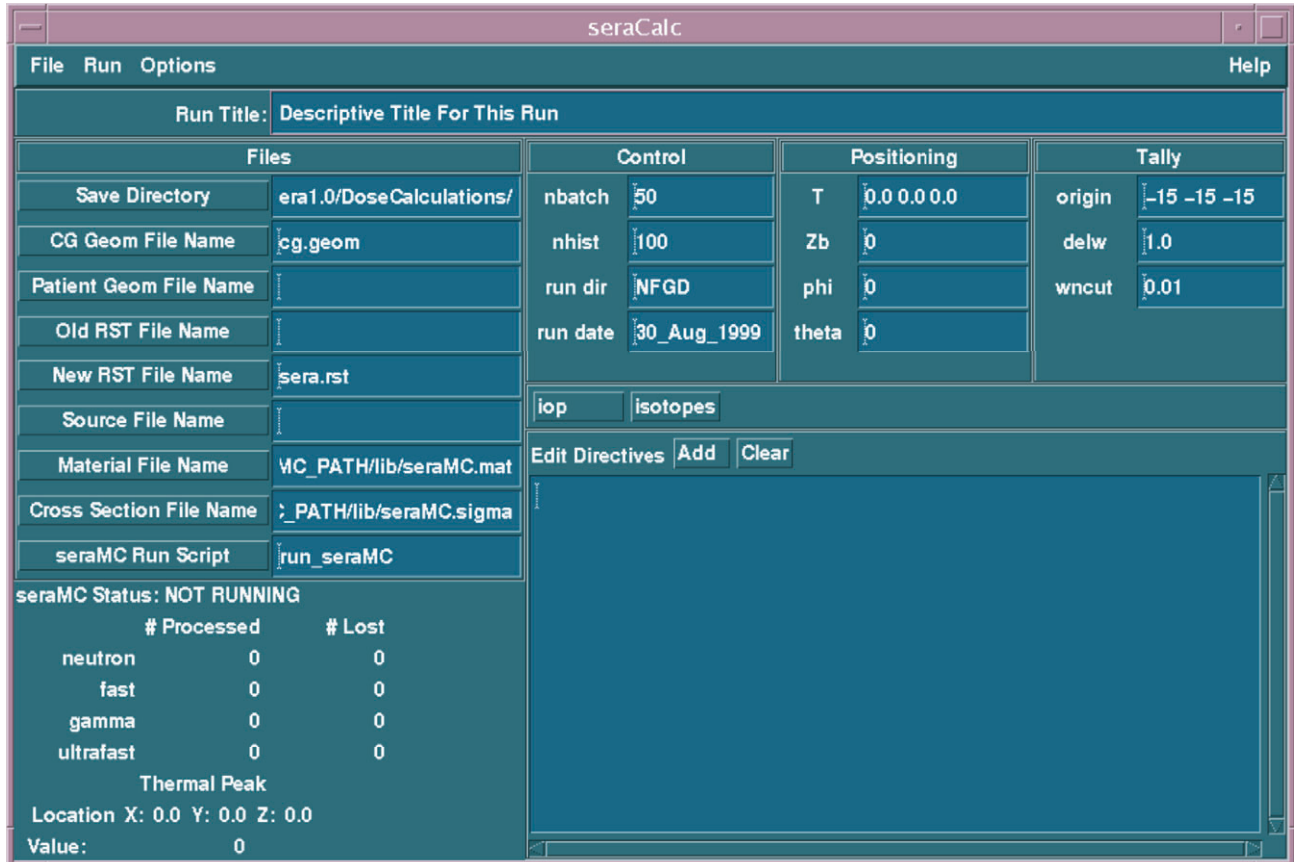 seraCalc
File Run Options Help
Run Title: Descriptive Title For This Run
Files
Save Directory era1.0/DoseCalculations/
CG Geom File Name cg.geom
Patient Geom File Name
Old RST File Name
New RST File Name sera.rst
Source File Name
Material File Name MC_PATH/lib/seraMC.mat
Cross Section File Name C_PATH/lib/seraMC.sigma
seraMC Run Script run_seraMC
Control
nbatch 50
nhist 100
run dir NFGD
run date 30_Aug_1999
Positioning
T 0.0 0.0 0.0
Zb 0
phi 0
theta 0
Tally
origin -15 -15 -15
delw 1.0
wncut 0.01
iop isotopes
Edit Directives Add Clear
seraMC Status: NOT RUNNING
# Processed # Lost
neutron 0 0
fast 0 0
gamma 0 0
ultrafast 0 0
Thermal Peak
Location X: 0.0 Y: 0.0 Z: 0.0
Value: 0